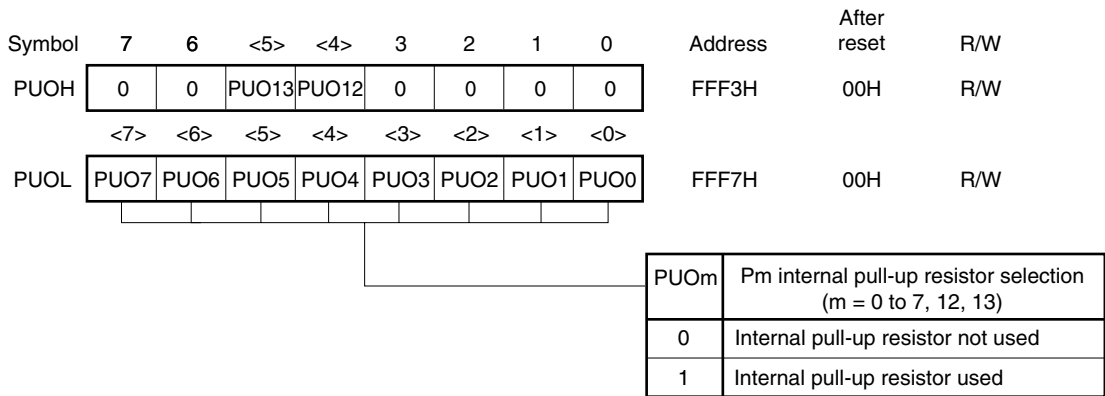 Symbol 7 6 <5> <4> 3 2 1 0 Address After reset R/W
PUOH 0 0 PUO13 PUO12 0 0 0 0 FFF3H 00H R/W
<7> <6> <5> <4> <3> <2> <1> <0>
PUOL PUO7 PUO6 PUO5 PUO4 PUO3 PUO2 PUO1 PUO0 FFF7H 00H R/W
PUOm Pm internal pull-up resistor selection
(m = 0 to 7, 12, 13)
0 Internal pull-up resistor not used
1 Internal pull-up resistor used